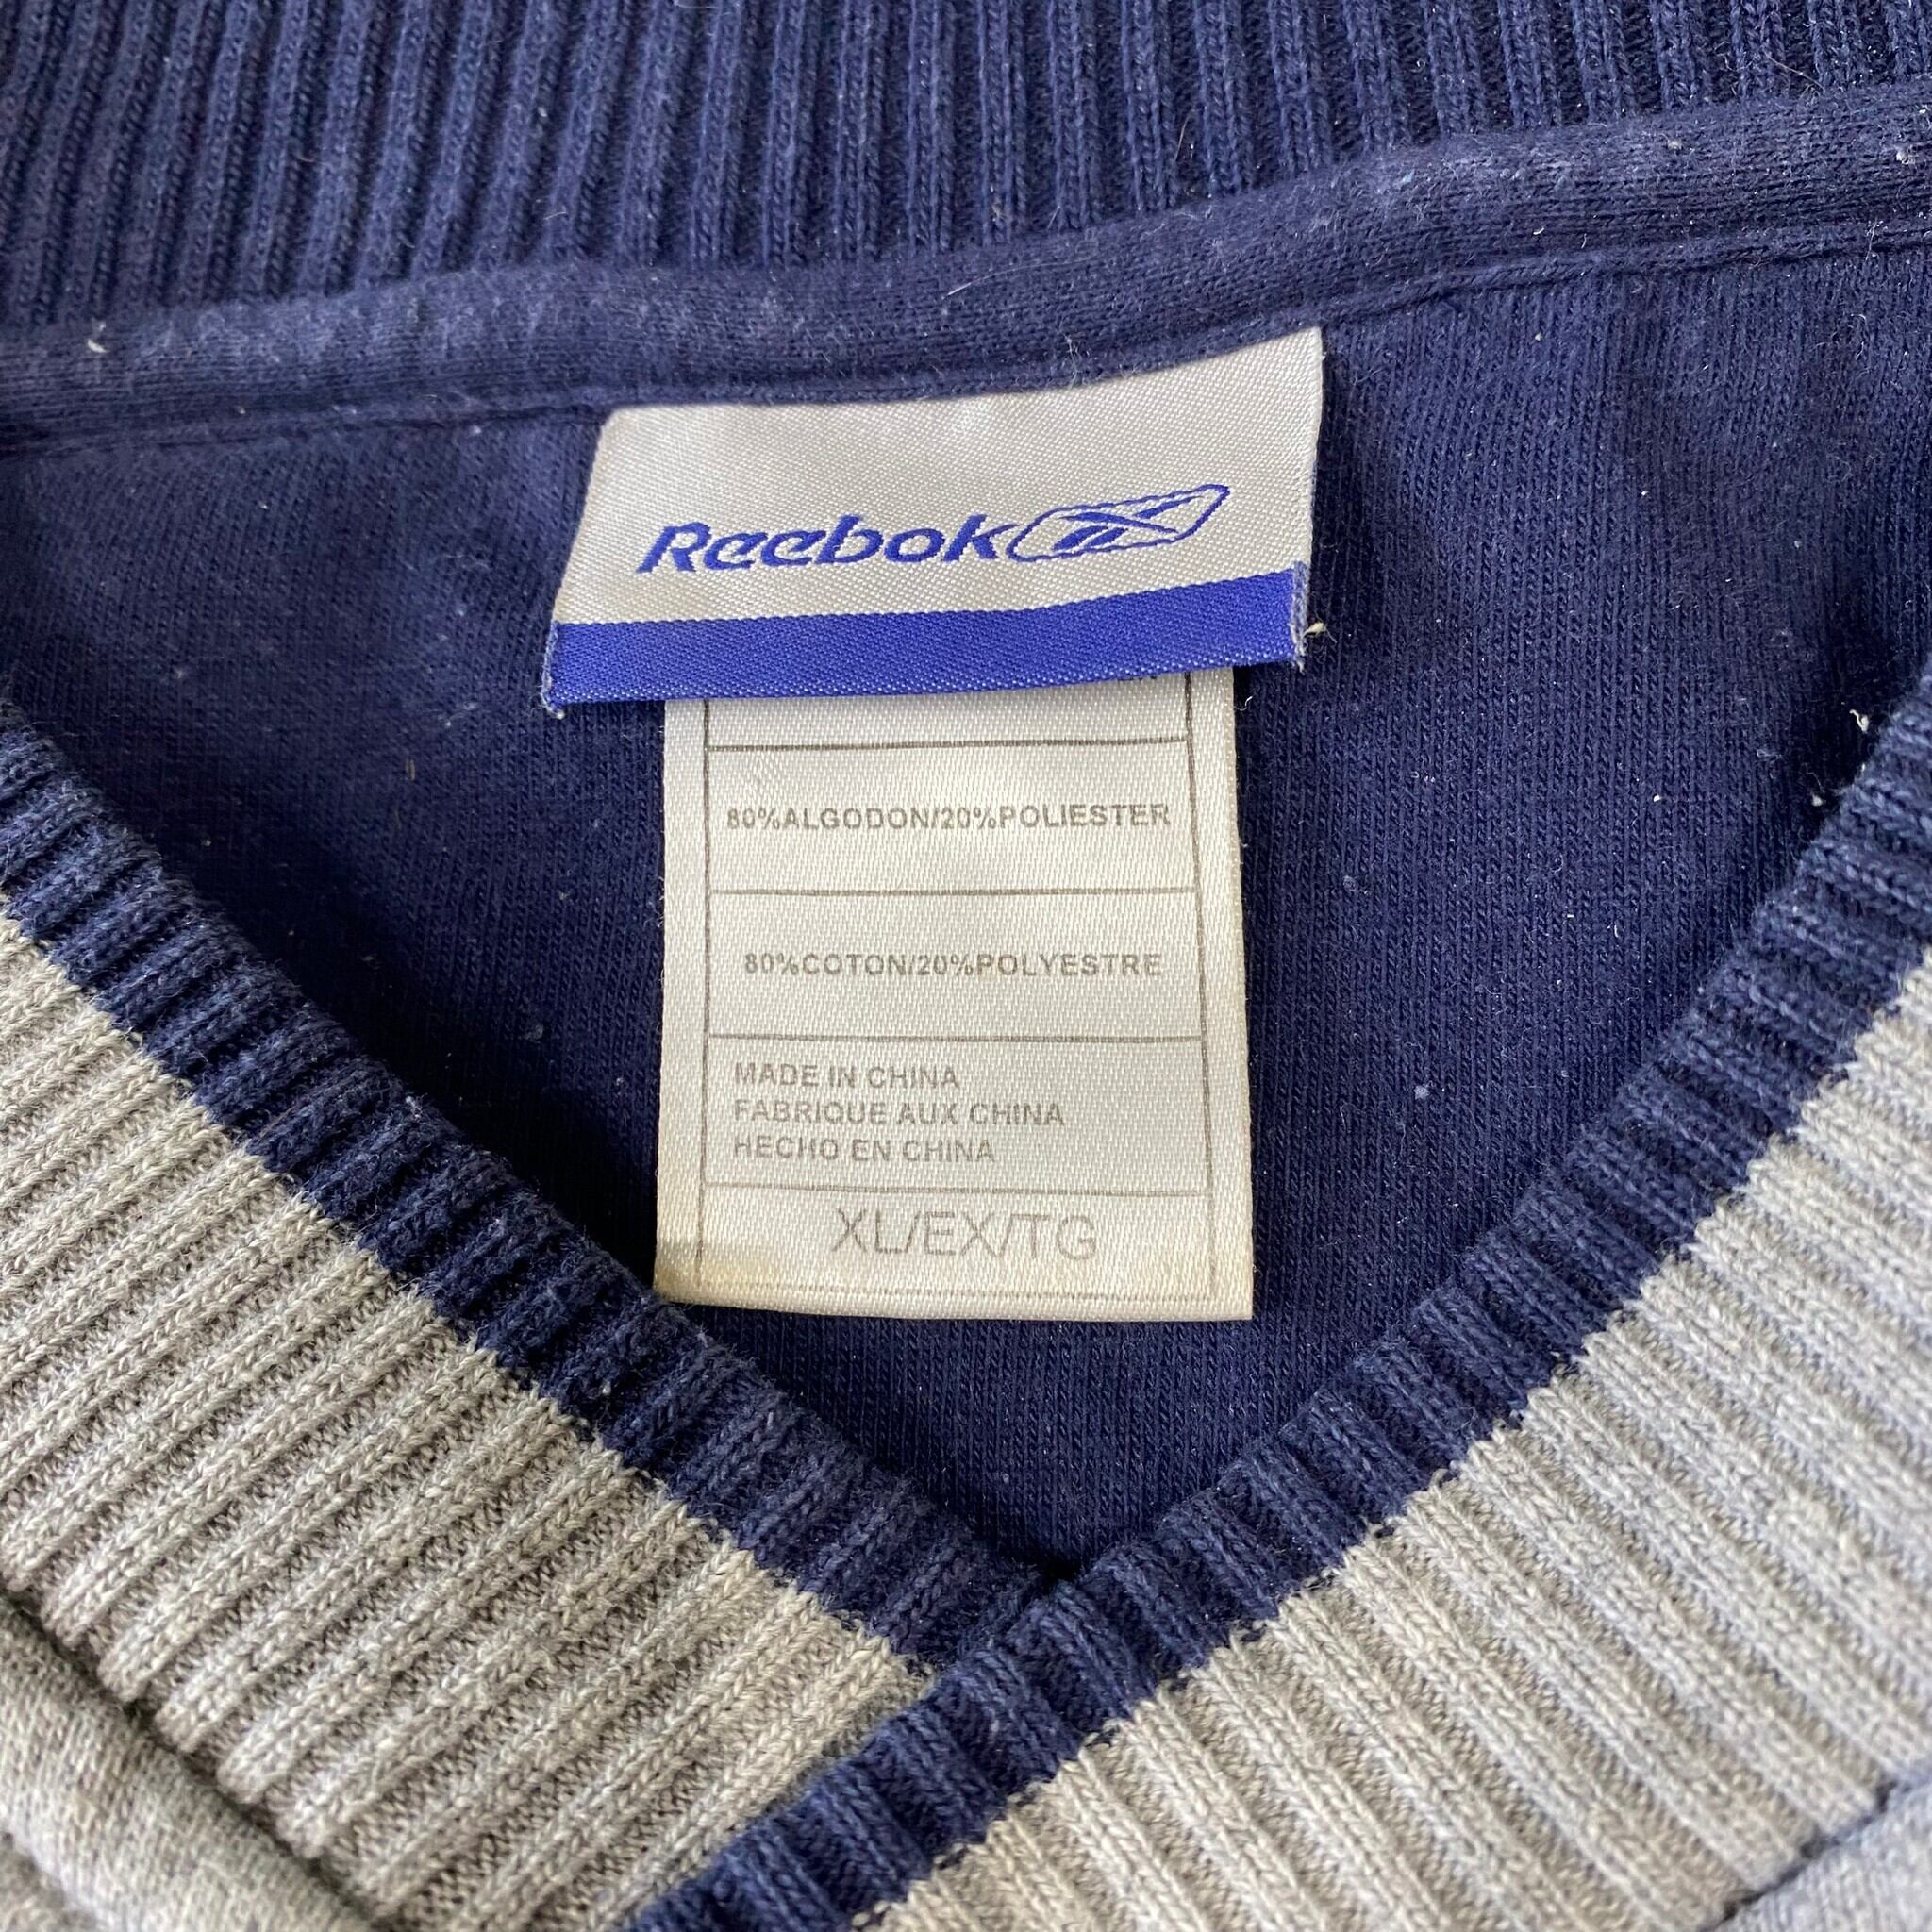 Reebok
80%ALGODON/20%POLIESTER
80%COTON/20%POLYESTRE
MADE IN CHINA
FABRIQUE AUX CHINA
HECHO EN CHINA
XL/EX/TG